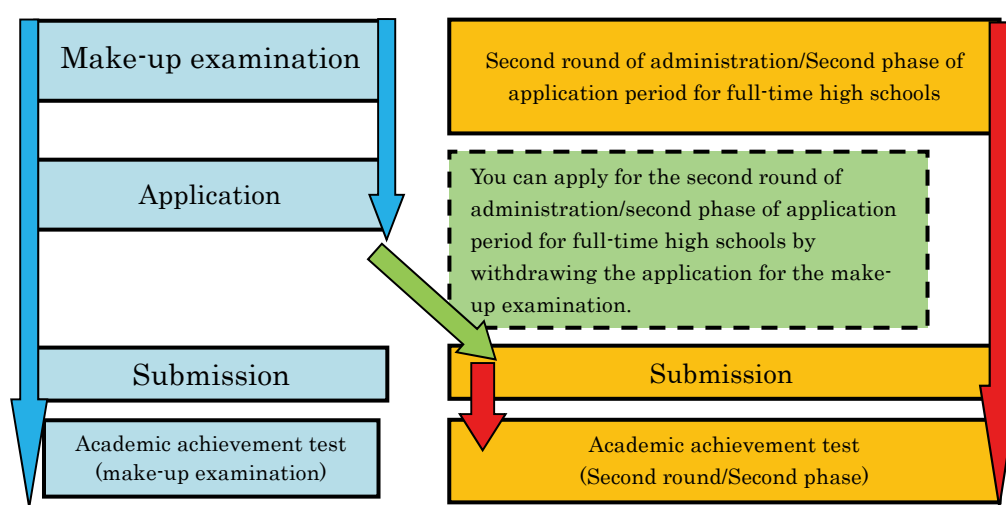 Make-up examination
Second round of administration/Second phase of
application period for full-time high schools
Application
You can apply for the second round of
administration/second phase of application
period for full-time high schools by
withdrawing the application for the make-
up examination.
Submission
Submission
Academic achievement test
(make-up examination)
Academic achievement test
(Second round/Second phase)